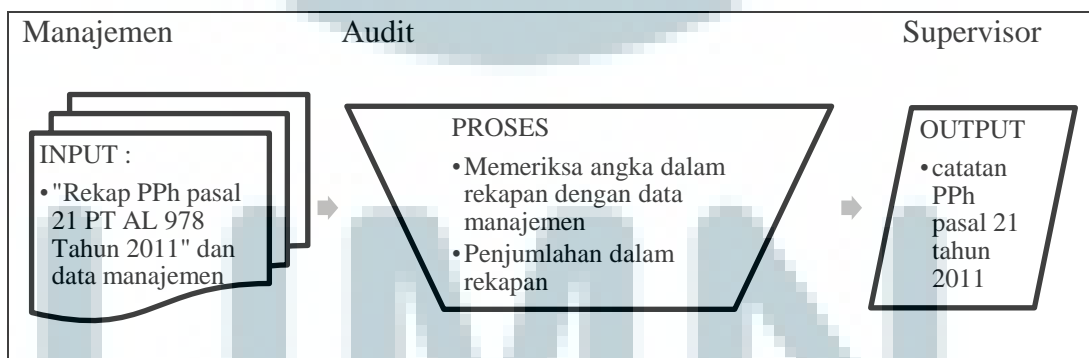 Manajemen
Audit
Supervisor
INPUT :
•"Rekap PPh pasal
21 PT AL 978
Tahun 2011" dan
data manajemen
PROSES
•Memeriksa angka dalam
rekapan dengan data
manajemen
•Penjumlahan dalam
rekapan
OUTPUT
•catatan
PPh
pasal 21
tahun
2011